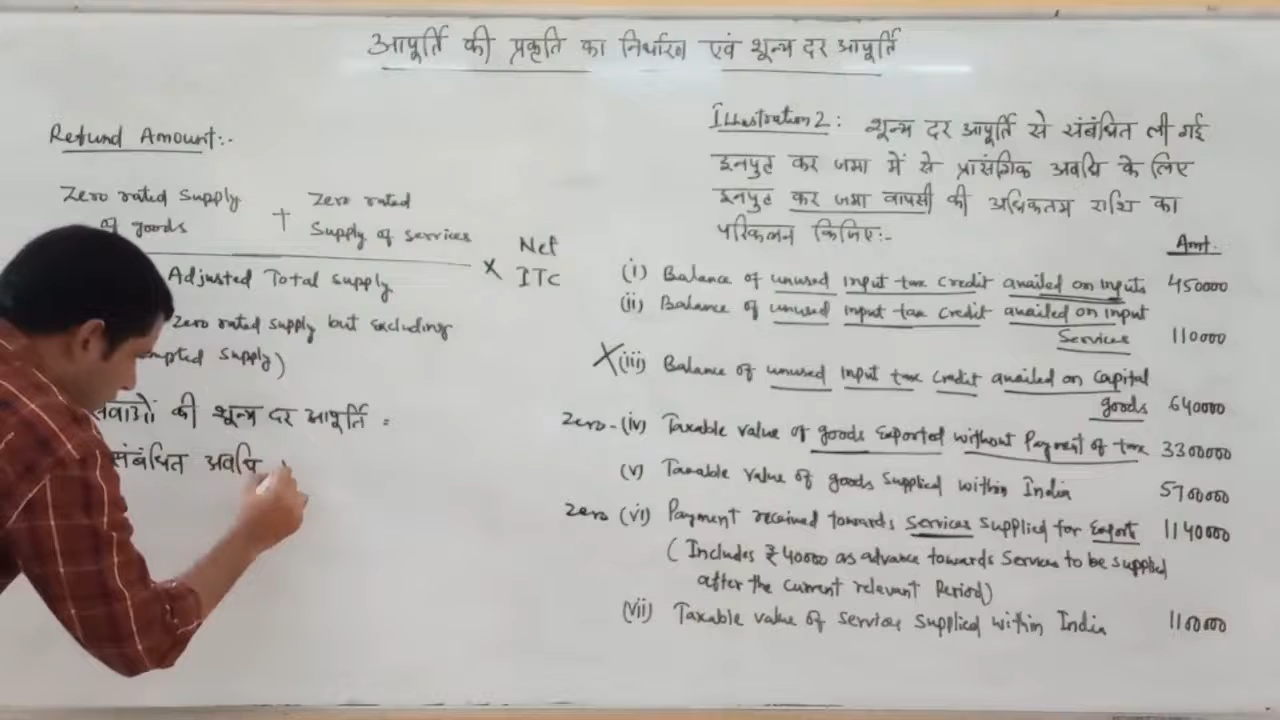 आपूर्ति की प्रकृति का निर्धारण एवं शून्य दर आपूर्ति
Refund Amount:-
Zero rated supply of goods + Zero rated Supply of services
Adjusted Total Supply
× Net ITC
Zero rated supply but Excluding
Supply)
की शून्य दर आपूर्ति =
संबंधित अवधि
Illustration 2: शून्य दर आपूर्ति से संबंधित ली गई
इनपुट कर जमा में से प्रासंगिक अवधि के लिए
इनपुट कर जमा वापसी की अधिकतम राशि का
परिकलन किजिए:-
Amt.
(i) Balance of unused Input tax Credit availed on Inputs 450000
(ii) Balance of unused Input tax Credit availed on Input
Services 110000
X(iii) Balance of unused Input tax Credit availed on Capital
goods 640000
Zero-(iv) Taxable value of goods Exported without Payment of tax 3300000
(v) Taxable value of goods Supplied within India 5700000
Zero (vi) Payment received towards Services Supplied for Exports 1140000
(Includes ₹40000 as advance towards Services to be supplied
after the current relevant Period)
(vii) Taxable value of services Supplied within India 1100000